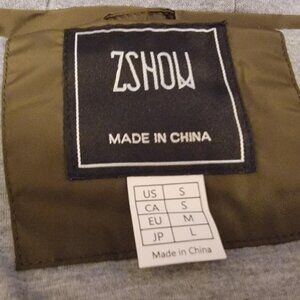 ZSHOW
MADE IN CHINA
US S
CA S
EU M
JP L
Made in China